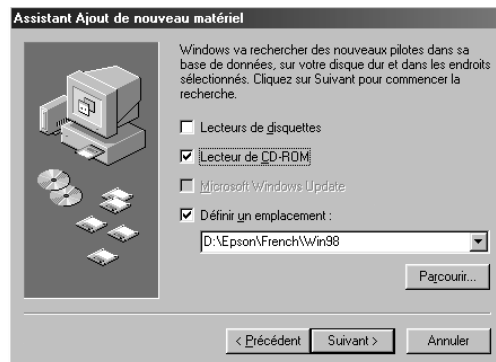 Assistant Ajout de nouveau matériel
Windows va rechercher des nouveaux pilotes dans sa
base de données, sur votre disque dur et dans les endroits
sélectionnés. Cliquez sur Suivant pour commencer la
recherche.
Lecteurs de disquettes
Lecteur de CD-ROM
Microsoft Windows Update
Définir un emplacement :
D:\Epson\French\Win98
Parcourir...
< Précédent
Suivant >
Annuler